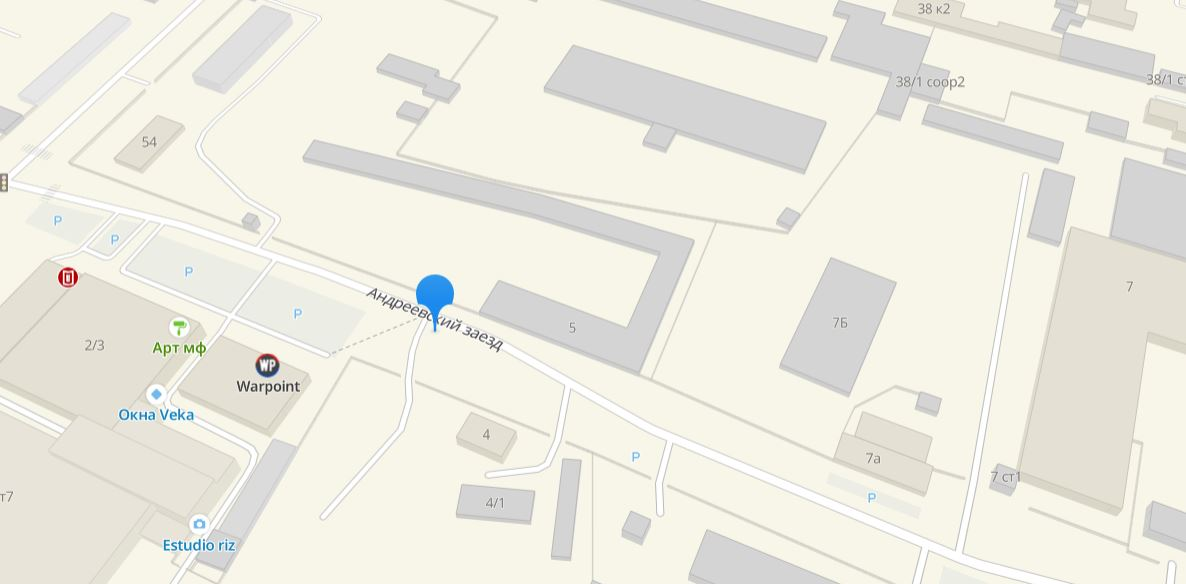 38 к2
38/1 соор2
38/1 с
54
P
P
P
P
Андреевский заезд
5
7Б
7
2/3
Арт мф
WP
Warpoint
Окна Veka
4
P
7а
7 ст1
P
т7
4/1
Estudio riz